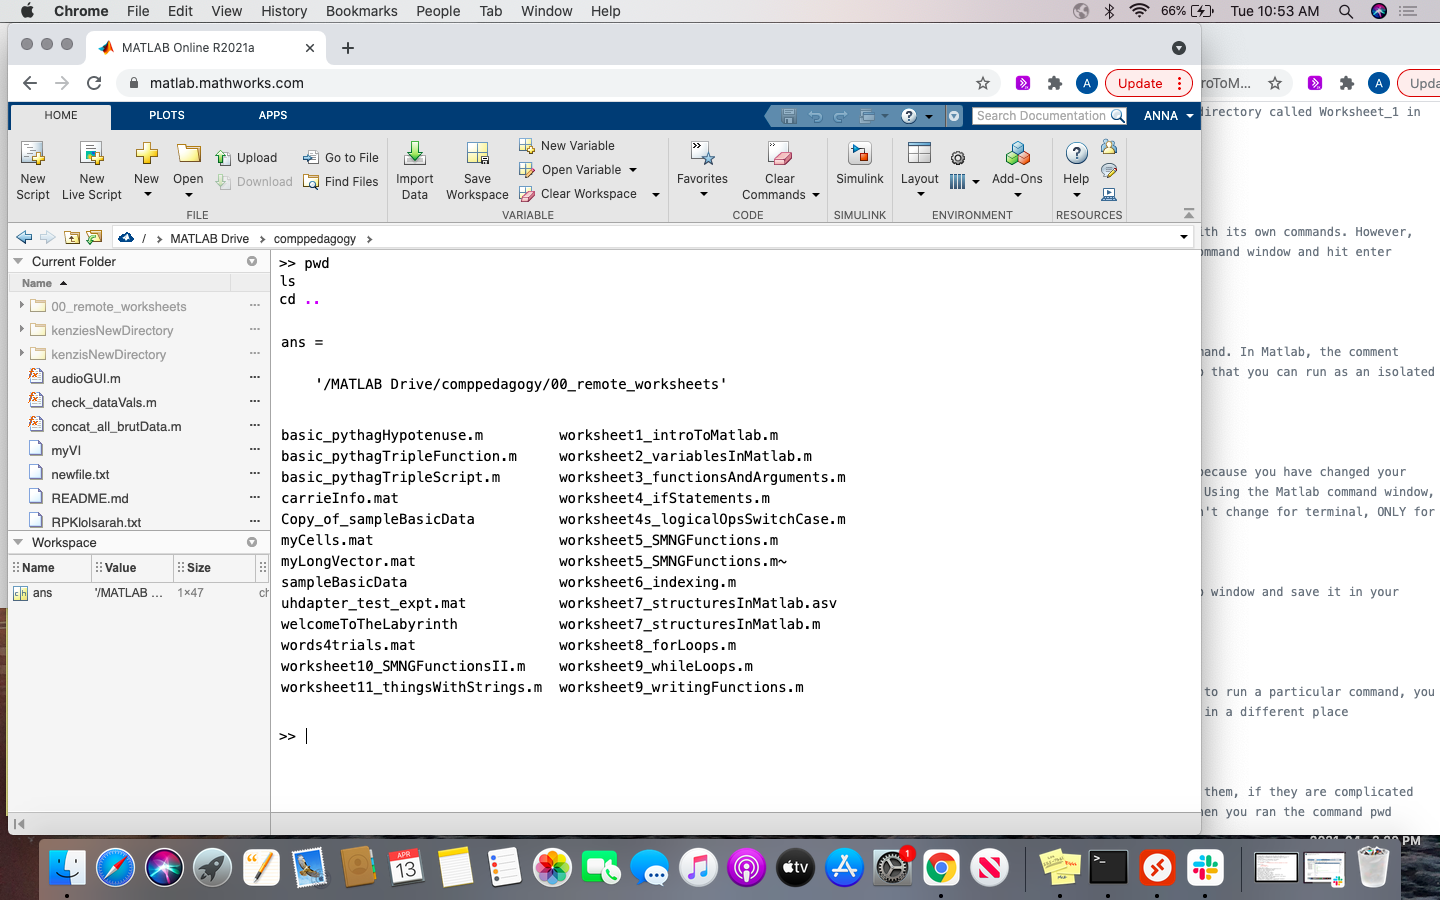 Chrome File Edit View History Bookmarks People Tab Window Help 66% Tue 10:53 AM
MATLAB Online R2021a
matlab.mathworks.com A Update
roToM... A Upda
HOME PLOTS APPS Search Documentation ANNA
New Script
New Live Script
New
Open
Upload
Download
Go to File
Find Files
FILE
Import Data
Save Workspace
New Variable
Open Variable
Clear Workspace
VARIABLE
Favorites
Clear Commands
CODE
Simulink
SIMULINK
Layout
Add-Ons
ENVIRONMENT
Help
RESOURCES
/ MATLAB Drive comppedagogy
Current Folder
Name
00_remote_worksheets
kenziesNewDirectory
kenzisNewDirectory
audioGUI.m
check_dataVals.m
concat_all_brutData.m
myVI
newfile.txt
README.md
RPKlolsarah.txt
Workspace
Name Value Size
ans '/MATLAB ... 1×47 ch
>> pwd
ls
cd ..
ans =
'/MATLAB Drive/comppedagogy/00_remote_worksheets'
basic_pythagHypotenuse.m worksheet1_introToMatlab.m
basic_pythagTripleFunction.m worksheet2_variablesInMatlab.m
basic_pythagTripleScript.m worksheet3_functionsAndArguments.m
carrieInfo.mat worksheet4_ifStatements.m
Copy_of_sampleBasicData worksheet4s_logicalOpsSwitchCase.m
myCells.mat worksheet5_SMNGFunctions.m
myLongVector.mat worksheet5_SMNGFunctions.m~
sampleBasicData worksheet6_indexing.m
uhdapter_test_expt.mat worksheet7_structuresInMatlab.asv
welcomeToTheLabyrinth worksheet7_structuresInMatlab.m
words4trials.mat worksheet8_forLoops.m
worksheet10_SMNGFunctionsII.m worksheet9_whileLoops.m
worksheet11_thingsWithStrings.m worksheet9_writingFunctions.m
>>
directory called Worksheet_1 in
ith its own commands. However,
mmand window and hit enter
mand. In Matlab, the comment
that you can run as an isolated
because you have changed your
Using the Matlab command window,
n't change for terminal, ONLY for
window and save it in your
to run a particular command, you
in a different place
them, if they are complicated
hen you ran the command pwd
APR
13
tv
1